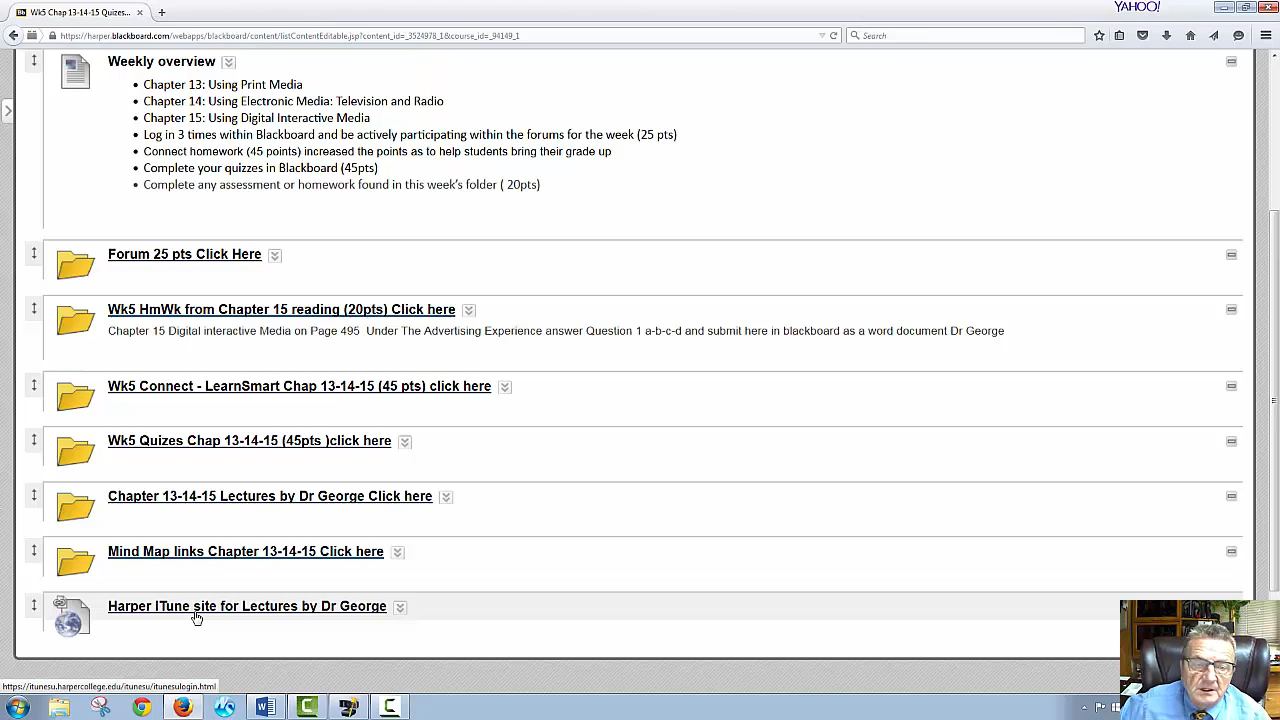 YAHOO!
Wk5 Chap 13-14-15 Quizes...
https://harper.blackboard.com/webapps/blackboard/content/listContentEditable.jsp?content_id=_3524978_1&course_id=_94149_1
Search
Weekly overview
• Chapter 13: Using Print Media
• Chapter 14: Using Electronic Media: Television and Radio
• Chapter 15: Using Digital Interactive Media
• Log in 3 times within Blackboard and be actively participating within the forums for the week (25 pts)
• Connect homework (45 points) increased the points as to help students bring their grade up
• Complete your quizzes in Blackboard (45pts)
• Complete any assessment or homework found in this week's folder ( 20pts)
Forum 25 pts Click Here
Wk5 HmWk from Chapter 15 reading (20pts) Click here
Chapter 15 Digital interactive Media on Page 495 Under The Advertising Experience answer Question 1 a-b-c-d and submit here in blackboard as a word document Dr George
Wk5 Connect - LearnSmart Chap 13-14-15 (45 pts) click here
Wk5 Quizes Chap 13-14-15 (45pts )click here
Chapter 13-14-15 Lectures by Dr George Click here
Mind Map links Chapter 13-14-15 Click here
Harper ITune site for Lectures by Dr George
https://itunesu.harpercollege.edu/itunesu/itunesulogin.html